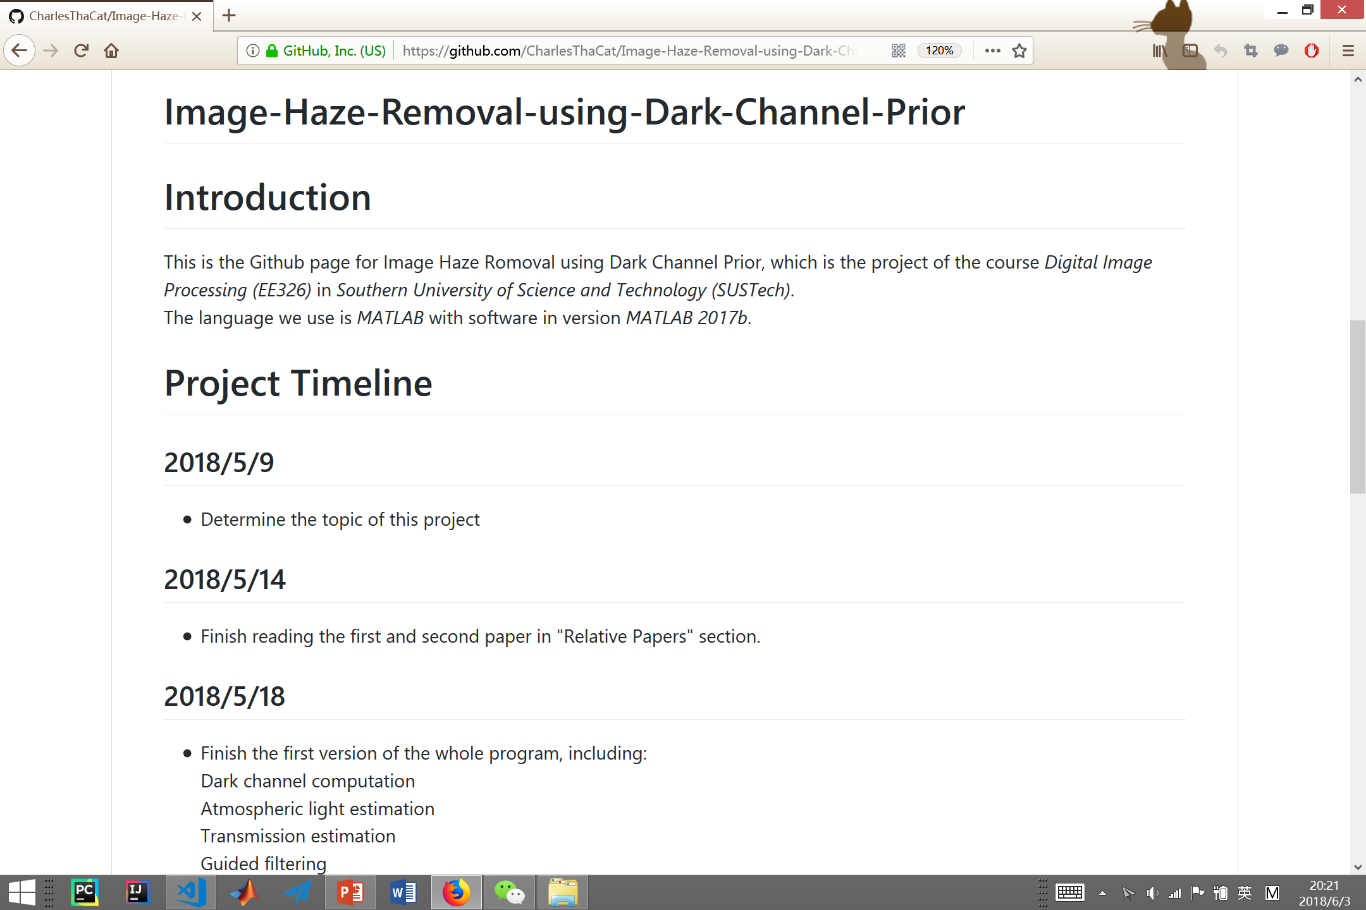 CharlesThaCat/Image-Haze-
GitHub, Inc. (US)
https://github.com/CharlesThaCat/Image-Haze-Removal-using-Dark-Ch
120%
Image-Haze-Removal-using-Dark-Channel-Prior
Introduction
This is the Github page for Image Haze Romoval using Dark Channel Prior, which is the project of the course Digital Image
Processing (EE326) in Southern University of Science and Technology (SUSTech).
The language we use is MATLAB with software in version MATLAB 2017b.
Project Timeline
2018/5/9
Determine the topic of this project
2018/5/14
Finish reading the first and second paper in "Relative Papers" section.
2018/5/18
Finish the first version of the whole program, including:
Dark channel computation
Atmospheric light estimation
Transmission estimation
Guided filtering
PC
IJ
P
W
英
M
20:21
2018/6/3